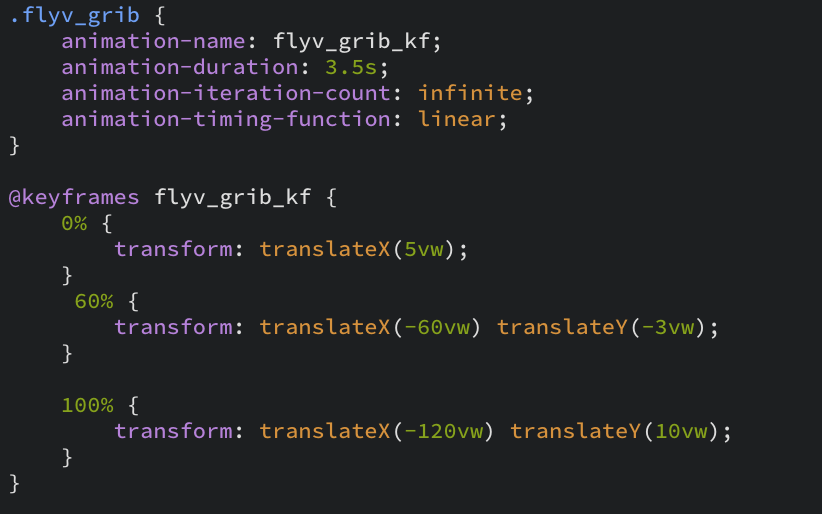 .flyv_grib {
    animation-name: flyv_grib_kf;
    animation-duration: 3.5s;
    animation-iteration-count: infinite;
    animation-timing-function: linear;
}

@keyframes flyv_grib_kf {
    0% {
        transform: translateX(5vw);
    }
     60% {
        transform: translateX(-60vw) translateY(-3vw);
    }

    100% {
        transform: translateX(-120vw) translateY(10vw);
    }
}